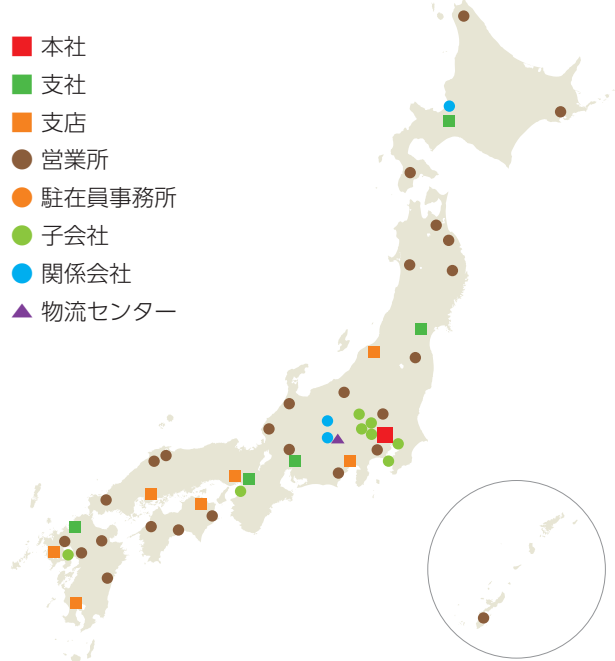 本社
支社
支店
営業所
駐在員事務所
子会社
関係会社
物流センター